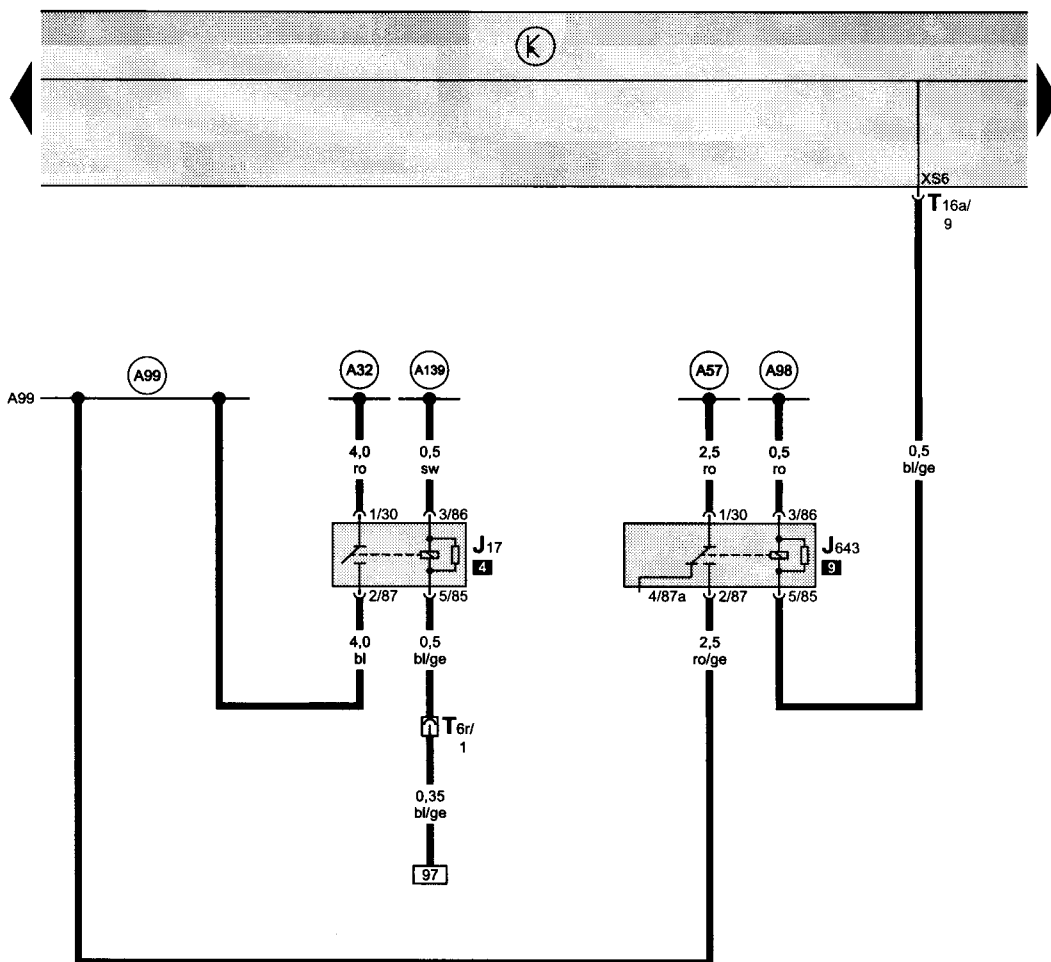 K
XS6
T16a/
9
A99
A99
A32
A139
A57
A98
4,0
ro
0,5
sw
2,5
ro
0,5
ro
0,5
bl/ge
1/30
3/86
J17
4
1/30
3/86
J643
9
2/87
5/85
4/87a
2/87
5/85
4,0
bl
0,5
bl/ge
2,5
ro/ge
T6r/
1
0,35
bl/ge
97